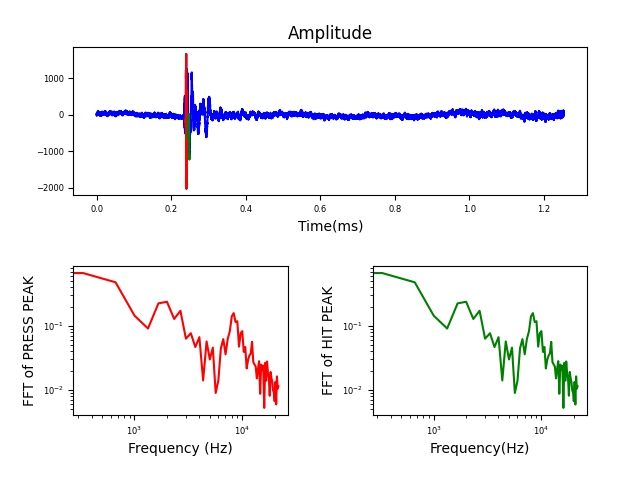 Amplitude
1000
0
−1000
−2000
0.0 0.2 0.4 0.6 0.8 1.0 1.2
Time(ms)
FFT of PRESS PEAK
10⁻¹
10⁻²
10³ 10⁴
Frequency (Hz)
FFT of HIT PEAK
10⁻¹
10⁻²
10³ 10⁴
Frequency(Hz)